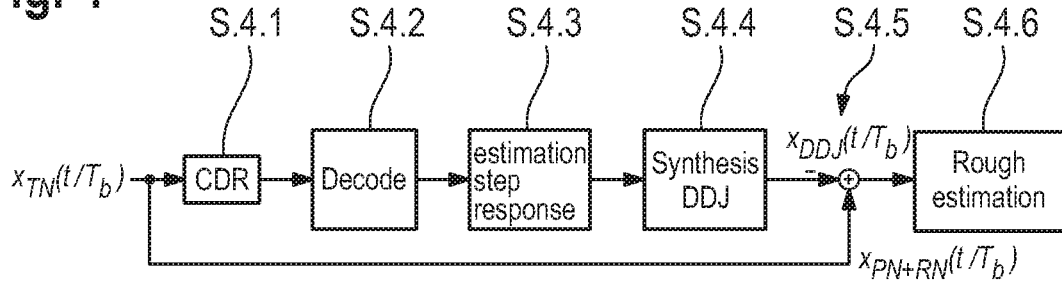 S.4.1 S.4.2 S.4.3 S.4.4 S.4.5 S.4.6
x_TN(t/T_b)
CDR
Decode
estimation
step
response
Synthesis
DDJ
x_DDJ(t/T_b)
-
+
Rough
estimation
x_PN+RN(t/T_b)